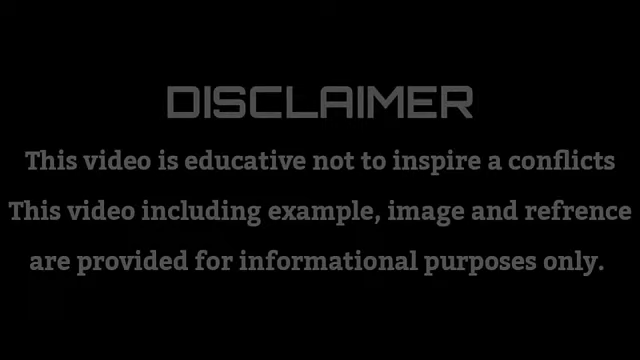 DISCLAIMER
This video is educative not to inspire a conflicts
This video including example, image and refrence
are provided for informational purposes only.